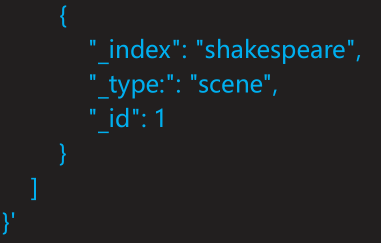 {
"_index": "shakespeare",
"_type:": "scene",
"_id": 1
}
]
}'